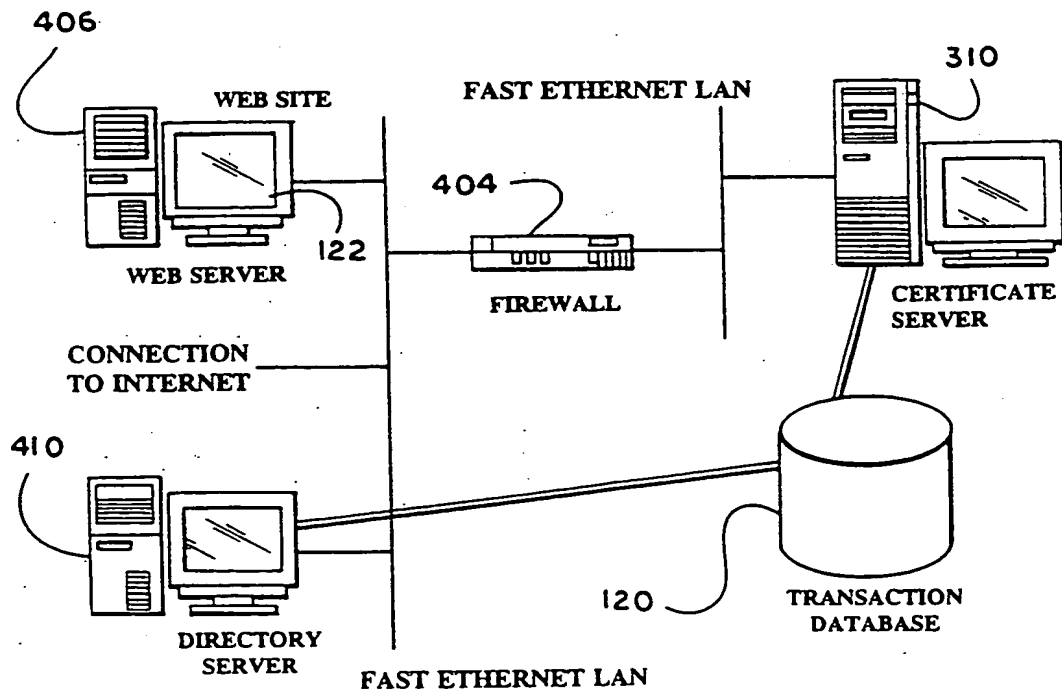 406
WEB SITE
FAST ETHERNET LAN
310
404
122
WEB SERVER
FIREWALL
CERTIFICATE
SERVER
CONNECTION
TO INTERNET
410
120
TRANSACTION
DATABASE
DIRECTORY
SERVER
FAST ETHERNET LAN